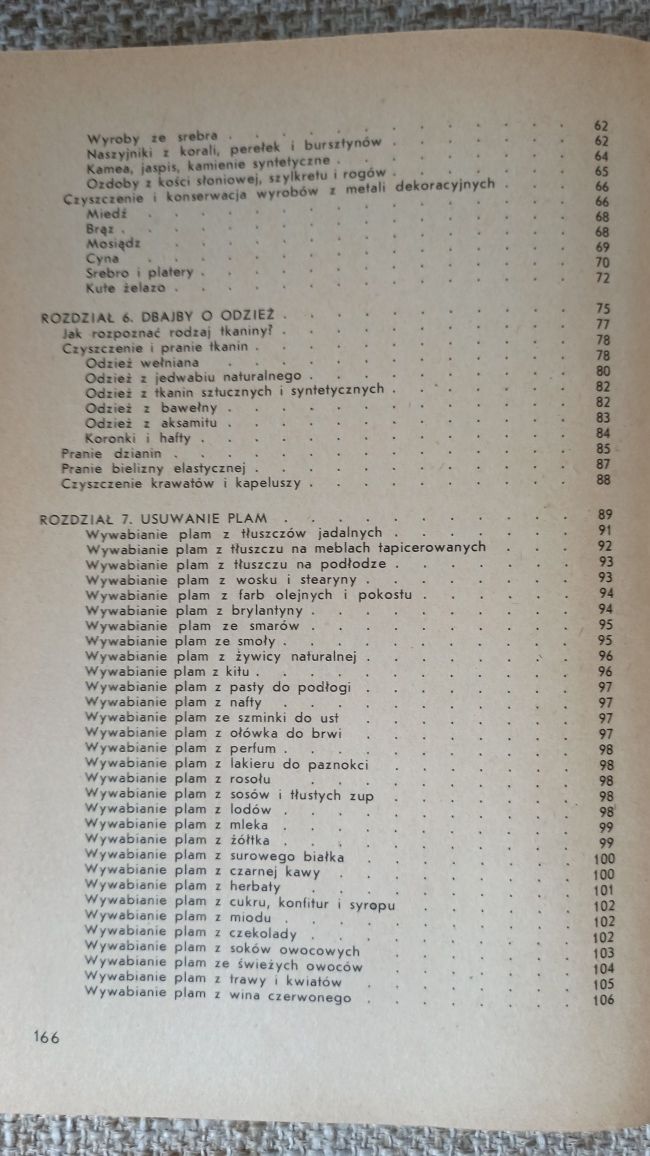 Wyroby ze srebra . . . . . . . . . . 62
Naszyjniki z korali, perełek i bursztynów . . . . . . 62
Kamea, jaspis, kamienie syntetyczne . . . . . . . 64
Ozdoby z kości słoniowej, szylkretu i rogów . . . . . 65
Czyszczenie i konserwacja wyrobów z metali dekoracyjnych . . . 66
Miedź . . . . . . . . . . 66
Brąz . . . . . . . . . . 68
Mosiądz . . . . . . . . . . 68
Cyna . . . . . . . . . . 69
Srebro i platery . . . . . . . . . . 70
Kute żelazo . . . . . . . . . . 72
ROZDZIAŁ 6. DBAJBY O ODZIEŻ . . . . . . . . . . 75
Jak rozpoznać rodzaj tkaniny? . . . . . . . . . . 77
Czyszczenie i pranie tkanin . . . . . . . . . . 78
Odzież wełniana . . . . . . . . . . 78
Odzież z jedwabiu naturalnego . . . . . . . . . 80
Odzież z tkanin sztucznych i syntetycznych . . . . . . 82
Odzież z bawełny . . . . . . . . . . 82
Odzież z aksamitu . . . . . . . . . . 83
Koronki i hafty . . . . . . . . . . 84
Pranie dzianin . . . . . . . . . . 85
Pranie bielizny elastycznej . . . . . . . . . . 87
Czyszczenie krawatów i kapeluszy . . . . . . . . . 88
ROZDZIAŁ 7. USUWANIE PLAM . . . . . . . . . . 89
Wywabianie plam z tłuszczów jadalnych . . . . . . . 91
Wywabianie plam z tłuszczu na meblach tapicerowanych . . . 92
Wywabianie plam z tłuszczu na podłodze . . . . . . . 93
Wywabianie plam z wosku i stearyny . . . . . . . 93
Wywabianie plam z farb olejnych i pokostu . . . . . . 94
Wywabianie plam z brylantyny . . . . . . . . . 94
Wywabianie plam ze smarów . . . . . . . . . 95
Wywabianie plam ze smoły . . . . . . . . . . 95
Wywabianie plam z żywicy naturalnej . . . . . . . 96
Wywabianie plam z kitu . . . . . . . . . . 96
Wywabianie plam z pasty do podłogi . . . . . . . 97
Wywabianie plam z nafty . . . . . . . . . . 97
Wywabianie plam ze szminki do ust . . . . . . . 97
Wywabianie plam z ołówka do brwi . . . . . . . 97
Wywabianie plam z perfum . . . . . . . . . . 98
Wywabianie plam z lakieru do paznokci . . . . . . . 98
Wywabianie plam z rosołu . . . . . . . . . . 98
Wywabianie plam z sosów i tłustych zup . . . . . . . 98
Wywabianie plam z lodów . . . . . . . . . . 98
Wywabianie plam z mleka . . . . . . . . . . 99
Wywabianie plam z żółtka . . . . . . . . . . 99
Wywabianie plam z surowego białka . . . . . . . 100
Wywabianie plam z czarnej kawy . . . . . . . . 100
Wywabianie plam z herbaty . . . . . . . . . 101
Wywabianie plam z cukru, konfitur i syropu . . . . . . 102
Wywabianie plam z miodu . . . . . . . . . . 102
Wywabianie plam z czekolady . . . . . . . . . 102
Wywabianie plam z soków owocowych . . . . . . . 103
Wywabianie plam ze świeżych owoców . . . . . . . 104
Wywabianie plam z trawy i kwiatów . . . . . . . 105
Wywabianie plam z wina czerwonego . . . . . . . 106
166